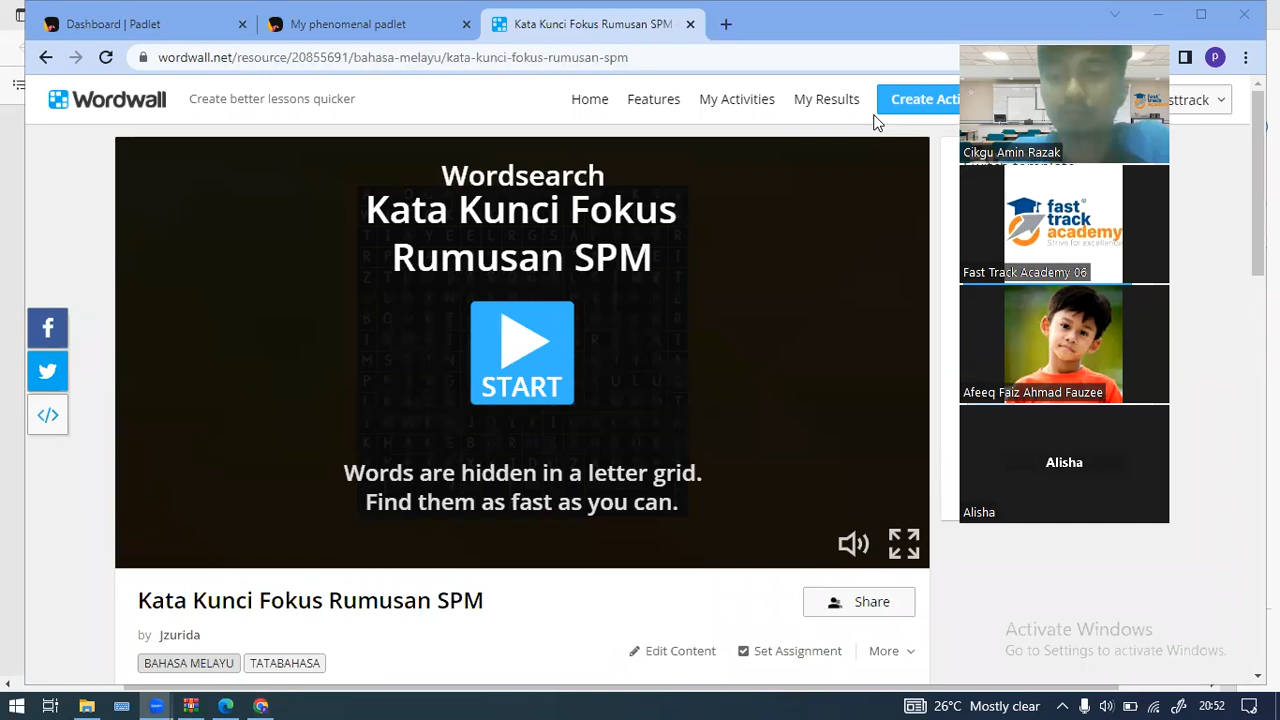 Dashboard | Padlet
My phenomenal padlet
Kata Kunci Fokus Rumusan SPM
wordwall.net/resource/20855691/bahasa-melayu/kata-kunci-fokus-rumusan-spm
P
Wordwall
Create better lessons quicker
Home
Features
My Activities
My Results
Create Acti
sttrack
Cikgu Amin Razak
fast
track
academy
Strive for excellence
Fast Track Academy 06
Afeeq Faiz Ahmad Fauzee
Alisha
Alisha
Wordsearch
Kata Kunci Fokus
Rumusan SPM
START
Words are hidden in a letter grid.
Find them as fast as you can.
Kata Kunci Fokus Rumusan SPM
Share
by Jzurida
Edit Content
Set Assignment
More
BAHASA MELAYU
TATABAHASA
Activate Windows
Go to Settings to activate Windows.
26°C Mostly clear
20:52